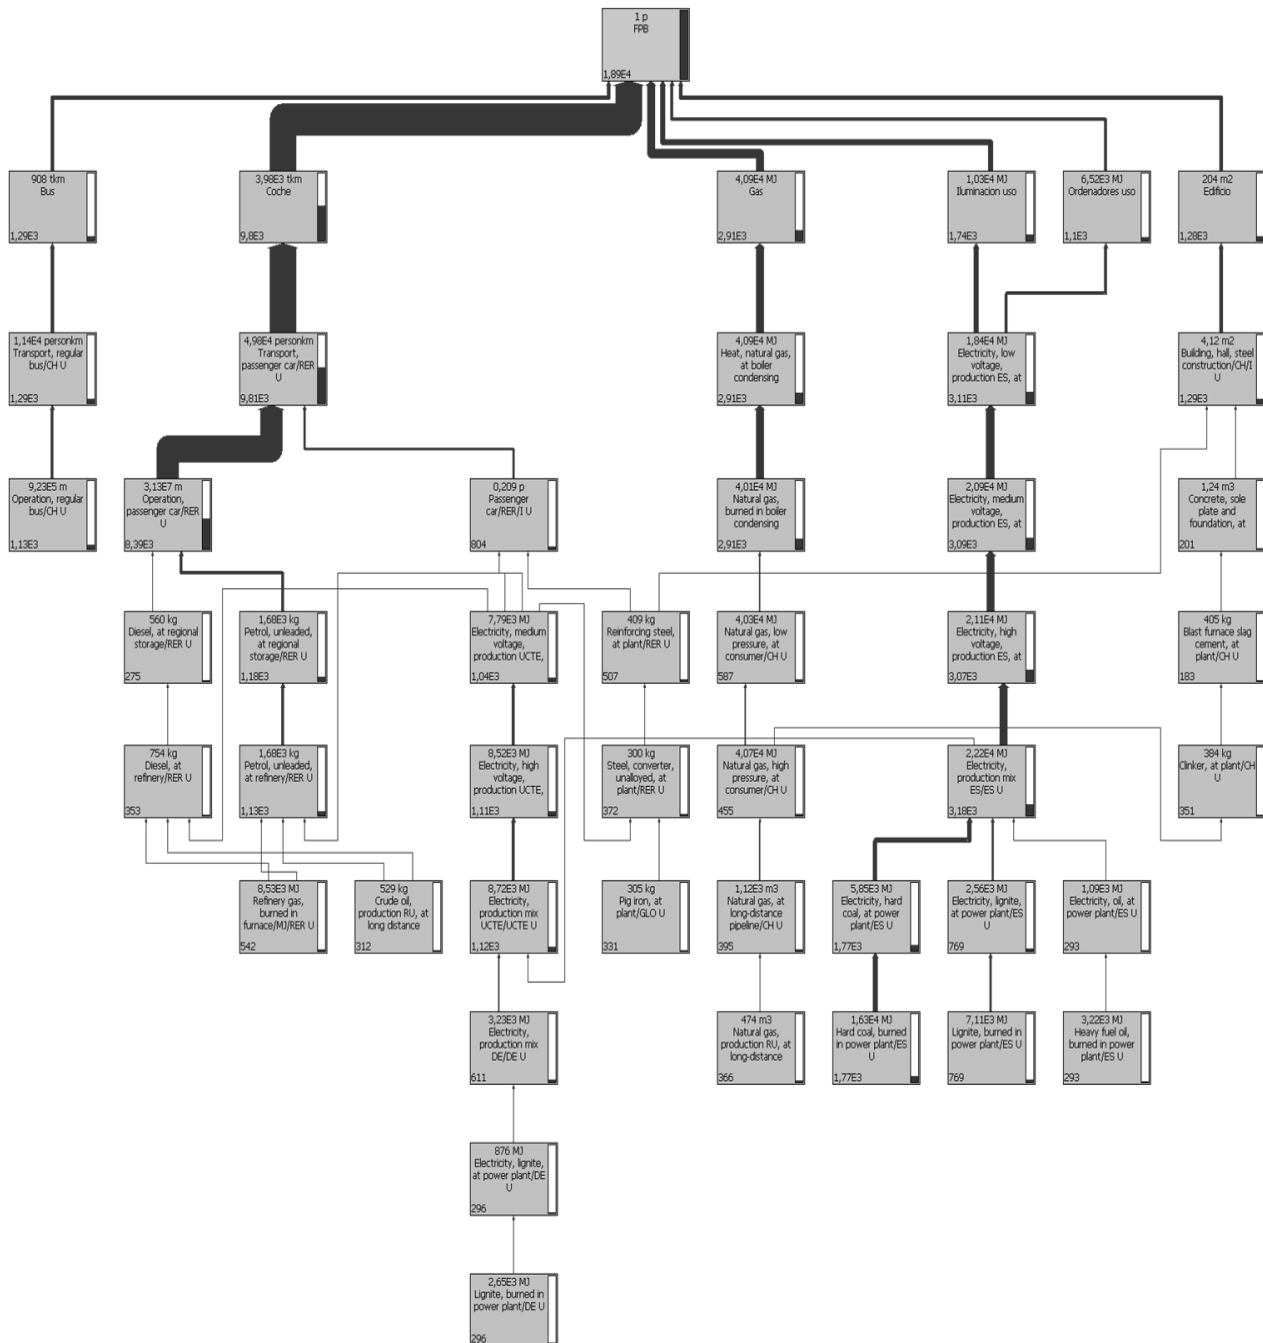 1 p
FPB
1,89E4
908 tkm
Bus
1,29E3
3,98E3 tkm
Coche
9,8E3
4,09E4 MJ
Gas
2,91E3
1,03E4 MJ
Iluminacion uso
1,74E3
6,52E3 MJ
Ordenadores uso
1,1E3
204 m2
Edificio
1,28E3
1,14E4 personkm
Transport, regular
bus/CH U
1,29E3
4,98E4 personkm
Transport,
passenger car/RER
U
9,81E3
4,09E4 MJ
Heat, natural gas,
at boiler
condensing
2,91E3
1,84E4 MJ
Electricity, low
voltage,
production ES, at
3,11E3
4,12 m2
Building, hall, steel
construction/CH/I
U
1,29E3
9,23E5 m
Operation, regular
bus/CH U
1,13E3
3,13E7 m
Operation,
passenger car/RER
U
8,39E3
0,209 p
Passenger
car/RER/I U
804
4,01E4 MJ
Natural gas,
burned in boiler
condensing
2,91E3
2,09E4 MJ
Electricity, medium
voltage,
production ES, at
3,09E3
1,24 m3
Concrete, sole
plate and
foundation, at
201
560 kg
Diesel, at regional
storage/RER U
275
1,68E3 kg
Petrol, unleaded,
at regional
storage/RER U
1,18E3
7,79E3 MJ
Electricity, medium
voltage,
production UCTE,
1,04E3
409 kg
Reinforcing steel,
at plant/RER U
507
4,03E4 MJ
Natural gas, low
pressure, at
consumer/CH U
587
2,11E4 MJ
Electricity, high
voltage,
production ES, at
3,07E3
405 kg
Blast furnace slag
cement, at
plant/CH U
183
754 kg
Diesel, at
refinery/RER U
353
1,68E3 kg
Petrol, unleaded,
at refinery/RER U
1,13E3
8,52E3 MJ
Electricity, high
voltage,
production UCTE,
1,11E3
300 kg
Steel, converter,
unalloyed, at
plant/RER U
372
4,07E4 MJ
Natural gas, high
pressure, at
consumer/CH U
455
2,22E4 MJ
Electricity,
production mix
ES/ES U
3,18E3
384 kg
Clinker, at plant/CH
U
351
8,53E3 MJ
Refinery gas,
burned in
furnace/MJ/RER U
542
529 kg
Crude oil,
production RU, at
long distance
312
8,72E3 MJ
Electricity,
production mix
UCTE/UCTE U
1,12E3
305 kg
Pig iron, at
plant/GLO U
331
1,12E3 m3
Natural gas, at
long-distance
pipeline/CH U
395
5,85E3 MJ
Electricity, hard
coal, at power
plant/ES U
1,77E3
2,56E3 MJ
Electricity, lignite,
at power plant/ES
U
769
1,09E3 MJ
Electricity, oil, at
power plant/ES U
293
3,23E3 MJ
Electricity,
production mix
DE/DE U
611
474 m3
Natural gas,
production RU, at
long-distance
366
1,63E4 MJ
Hard coal, burned
in power plant/ES
U
1,77E3
7,11E3 MJ
Lignite, burned in
power plant/ES U
769
3,22E3 MJ
Heavy fuel oil,
burned in power
plant/ES U
293
876 MJ
Electricity, lignite,
at power plant/DE
U
296
2,65E3 MJ
Lignite, burned in
power plant/DE U
296